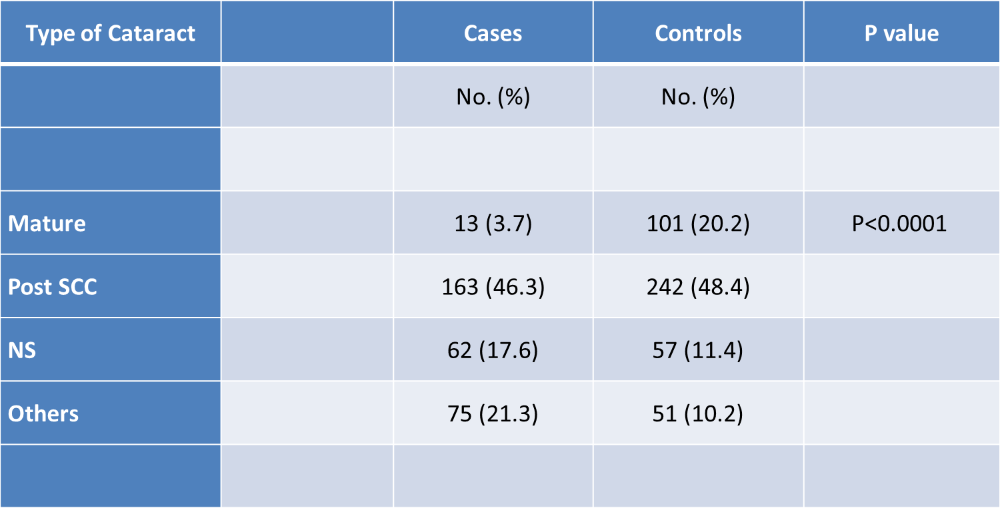 Type of Cataract Cases Controls P value
No. (%) No. (%)
Mature 13 (3.7) 101 (20.2) P<0.0001
Post SCC 163 (46.3) 242 (48.4)
NS 62 (17.6) 57 (11.4)
Others 75 (21.3) 51 (10.2)